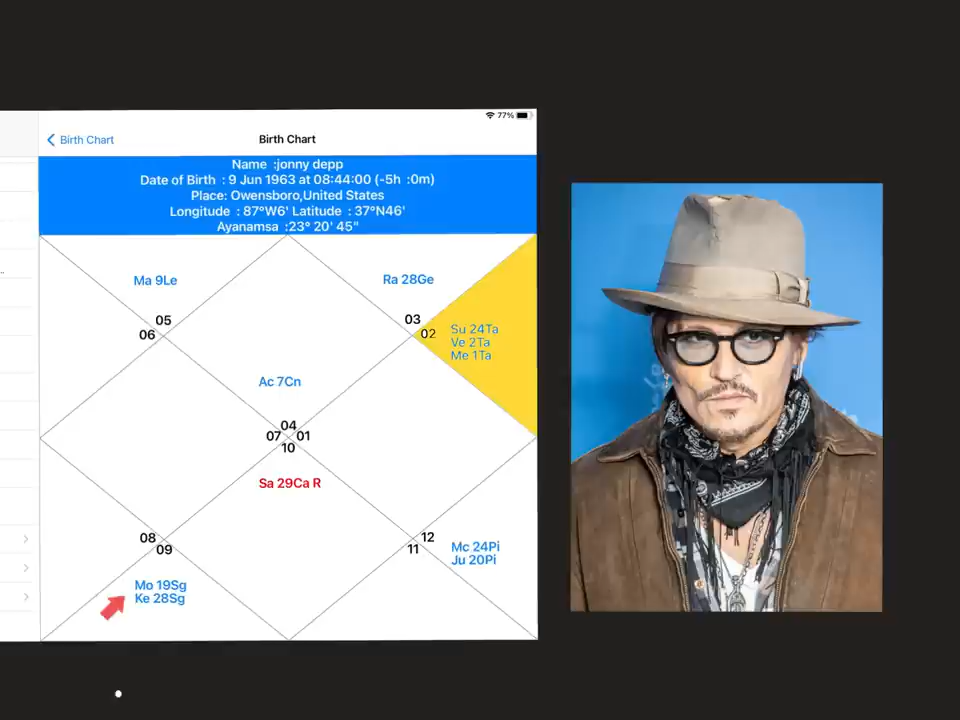 77%
Birth Chart
Birth Chart
Name :jonny depp
Date of Birth : 9 Jun 1963 at 08:44:00 (-5h :0m)
Place: Owensboro,United States
Longitude : 87°W6' Latitude : 37°N46'
Ayanamsa :23° 20' 45"
Ma 9Le
Ra 28Ge
05
03
06
02
Su 24Ta
Ve 2Ta
Me 1Ta
Ac 7Cn
04
07
01
10
Sa 29Ca R
08
12
09
11
Mc 24Pi
Ju 20Pi
Mo 19Sg
Ke 28Sg